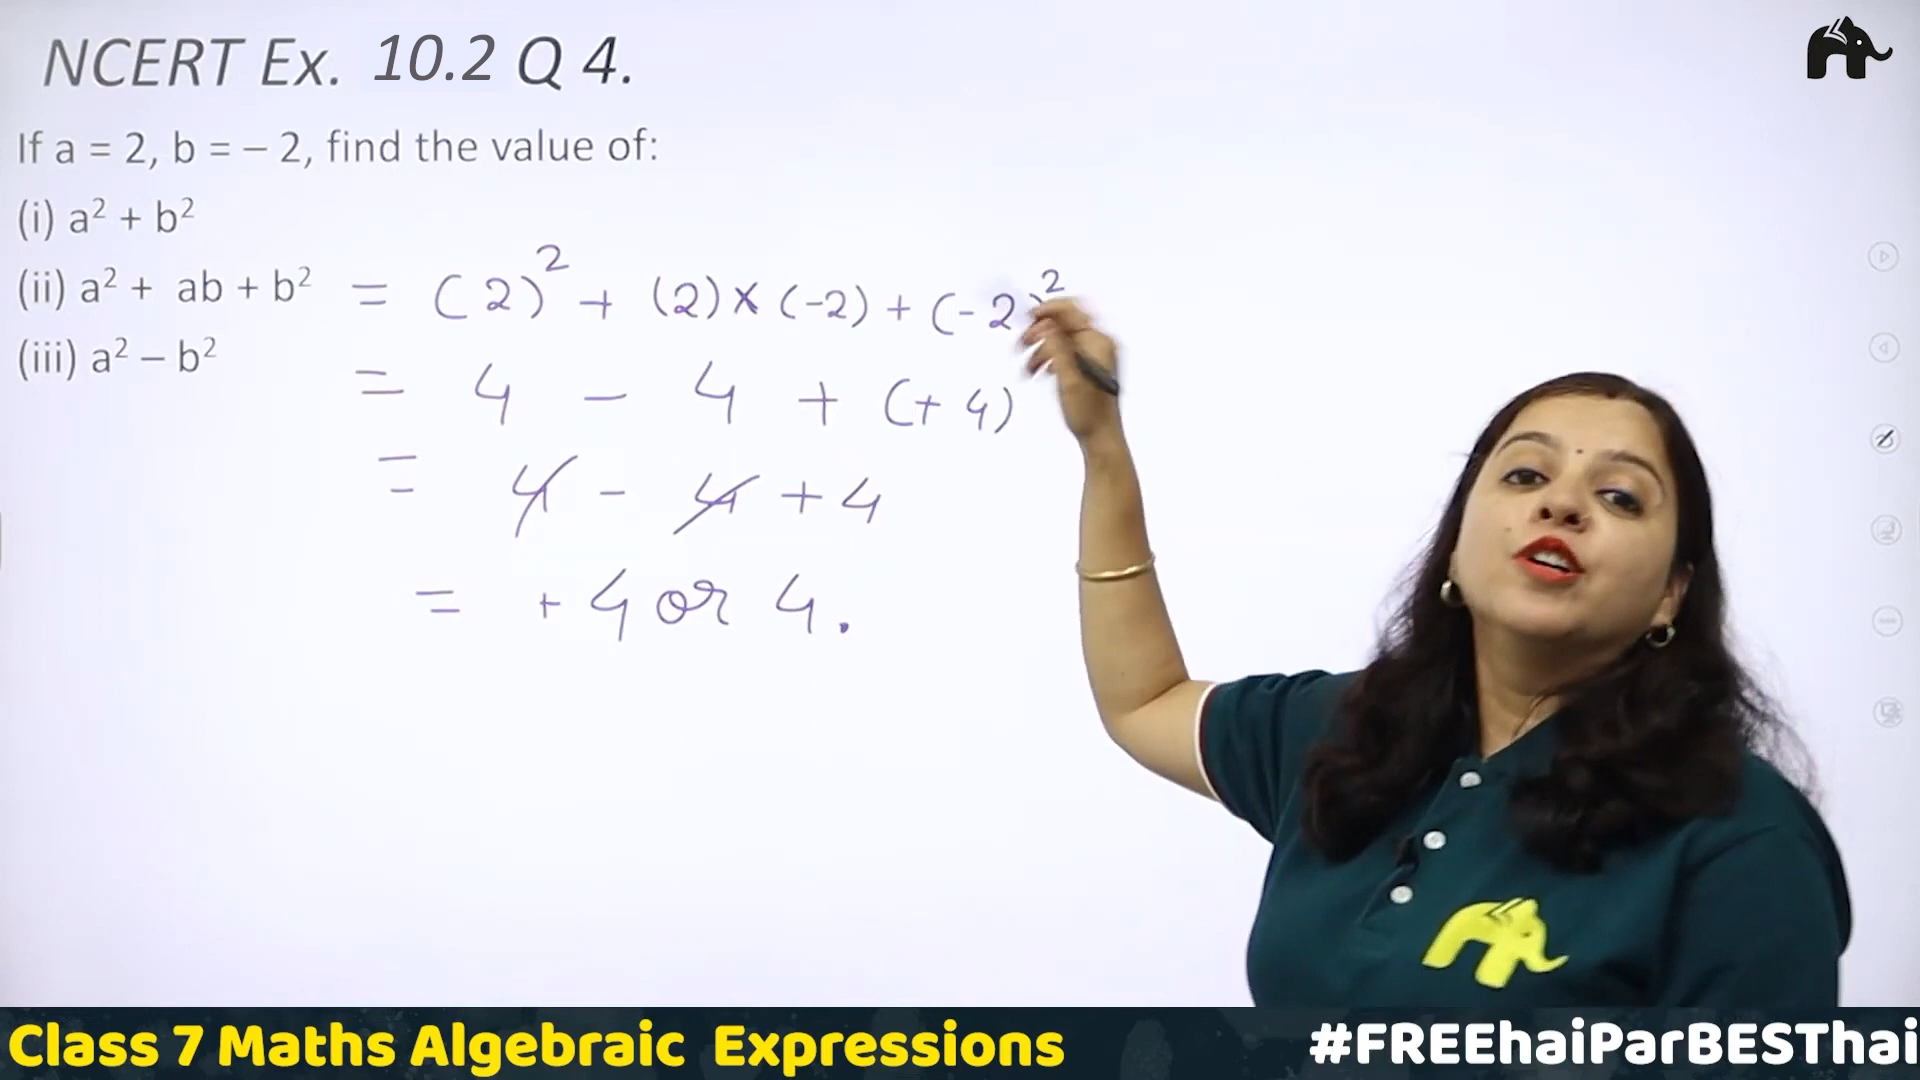 NCERT Ex. 10.2 Q 4.
If a = 2, b = – 2, find the value of:
(i) a² + b²
(ii) a² + ab + b² = (2)² + (2) × (-2) + (-2)²
(iii) a² – b²
= 4 - 4 + (+ 4)
= 4 - 4 + 4
= + 4 or 4.
Class 7 Maths Algebraic Expressions
#FREEhaiParBESThai